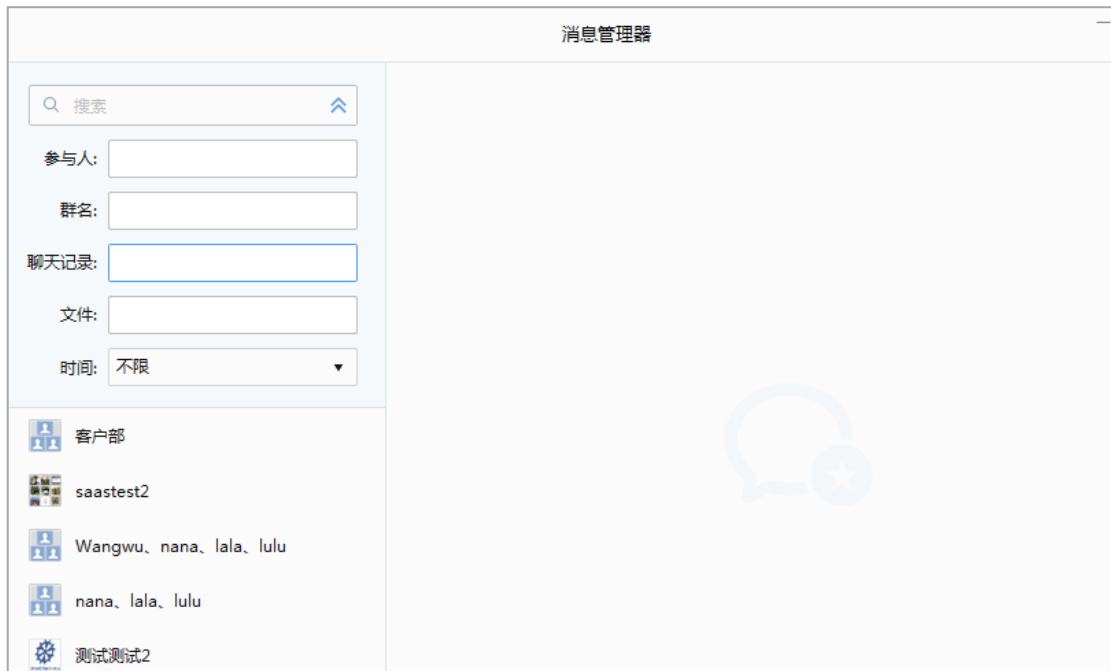 消息管理器
搜索
参与人:
群名:
聊天记录:
文件:
时间: 不限
客户部
saastest2
Wangwu、nana、lala、lulu
nana、lala、lulu
测试测试2